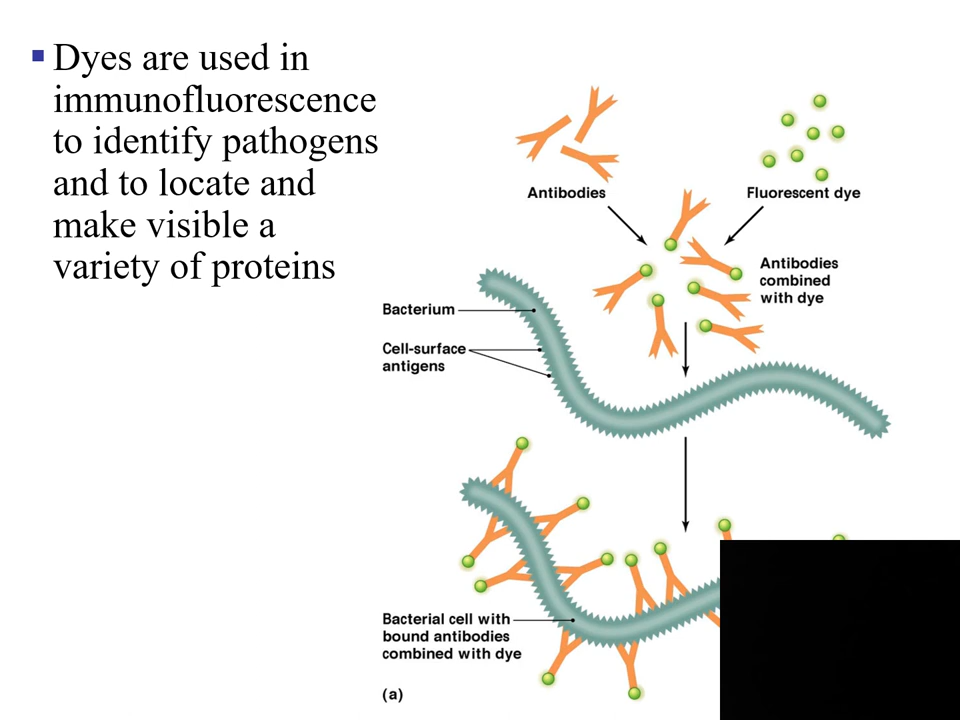 Dyes are used in
immunofluorescence
to identify pathogens
and to locate and
make visible a
variety of proteins
Antibodies
Fluorescent dye
Antibodies
combined
with dye
Bacterium
Cell-surface
antigens
Bacterial cell with
bound antibodies
combined with dye
(a)